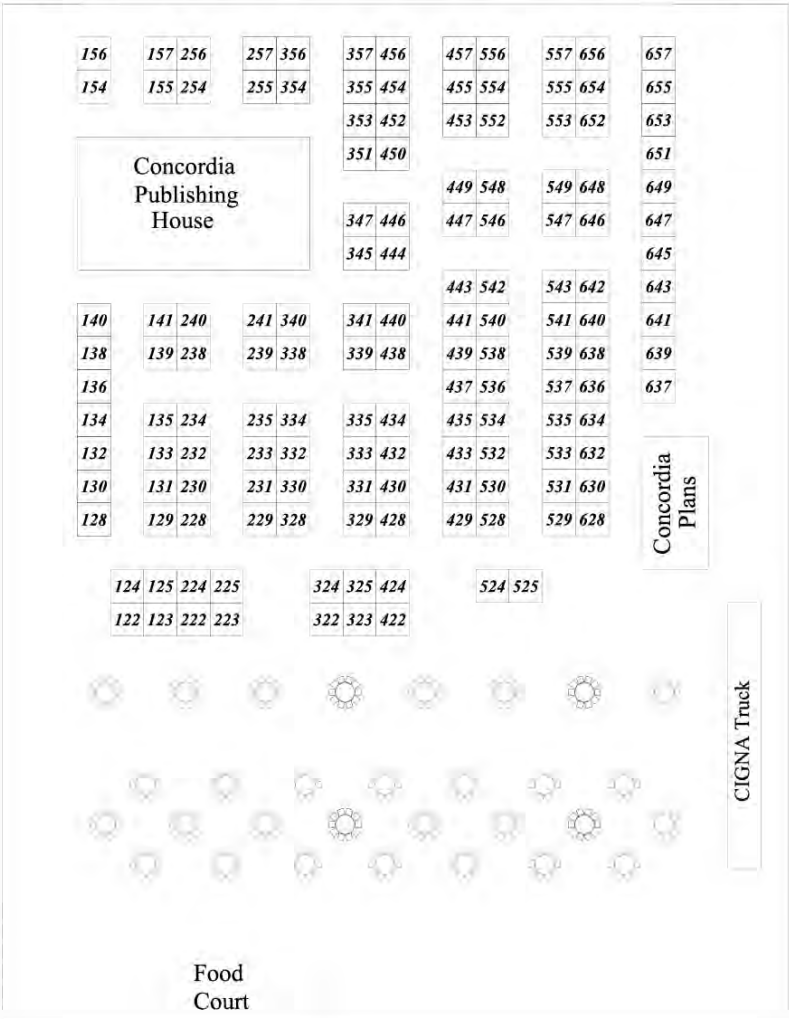 156 157 256 257 356 357 456 457 556 557 656 657
154 155 254 255 354 355 454 455 554 555 654 655
353 452 453 552 553 652 653
351 450 651
Concordia
Publishing
House
449 548 549 648 649
347 446 447 546 547 646 647
345 444 645
443 542 543 642 643
140 141 240 241 340 341 440 441 540 541 640 641
138 139 238 239 338 339 438 439 538 539 638 639
136 437 536 537 636 637
134 135 234 235 334 335 434 435 534 535 634
132 133 232 233 332 333 432 433 532 533 632
130 131 230 231 330 331 430 431 530 531 630
128 129 228 229 328 329 428 429 528 529 628
Concordia
Plans
124 125 224 225 324 325 424 524 525
122 123 222 223 322 323 422
CIGNA Truck
Food
Court